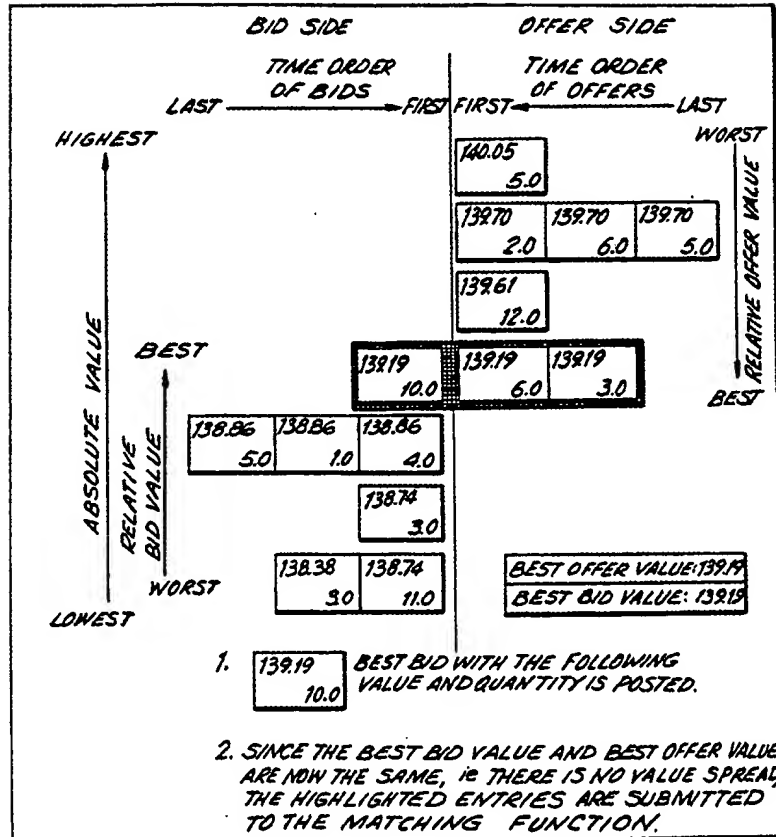 BID SIDE OFFER SIDE
TIME ORDER OF BIDS TIME ORDER OF OFFERS
LAST FIRST FIRST LAST
HIGHEST WORST
140.05
5.0
139.70 139.70 139.70
2.0 6.0 5.0
139.61
12.0
RELATIVE OFFER VALUE
BEST
139.19 139.19 139.19
10.0 6.0 3.0
BEST
ABSOLUTE VALUE
RELATIVE
BID VALUE
138.86 138.86 138.86
5.0 1.0 4.0
138.74
3.0
138.38 138.74
9.0 11.0
WORST
LOWEST
BEST OFFER VALUE: 139.19
BEST BID VALUE: 139.19
1. 139.19 BEST BID WITH THE FOLLOWING
10.0 VALUE AND QUANTITY IS POSTED.
2. SINCE THE BEST BID VALUE AND BEST OFFER VALUE
ARE NOW THE SAME, ie THERE IS NO VALUE SPREAD,
THE HIGHLIGHTED ENTRIES ARE SUBMITTED
TO THE MATCHING FUNCTION.